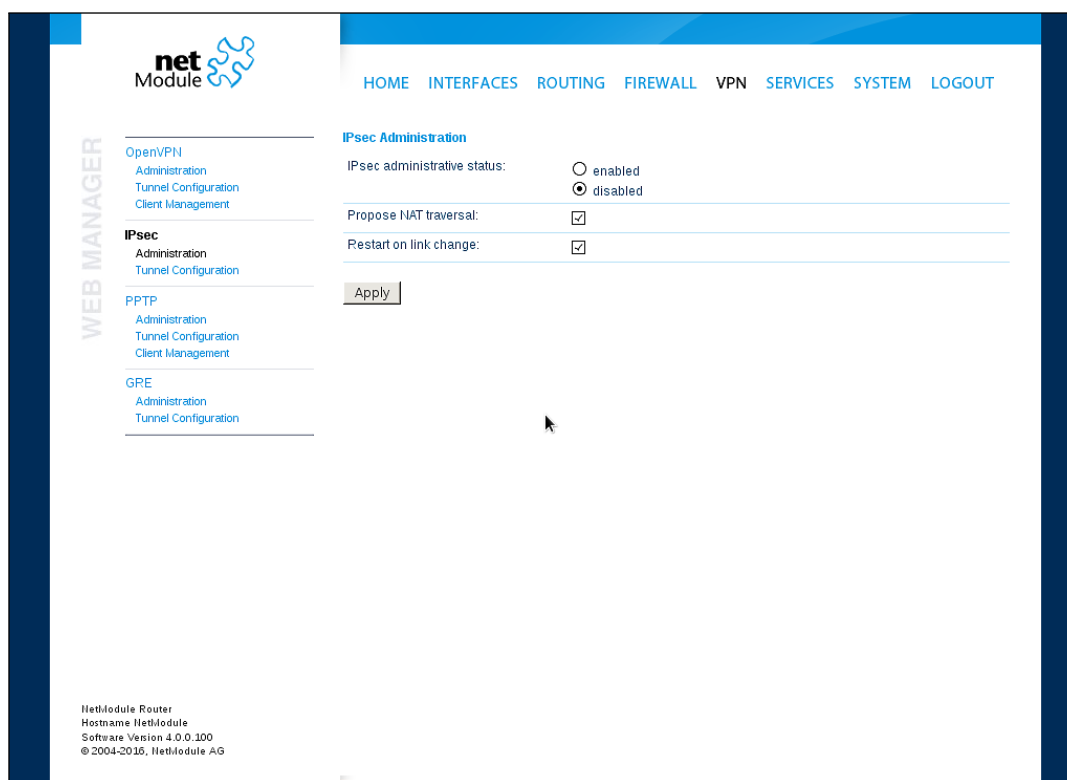 net
Module
HOME INTERFACES ROUTING FIREWALL VPN SERVICES SYSTEM LOGOUT
WEB MANAGER
OpenVPN
Administration
Tunnel Configuration
Client Management
IPsec
Administration
Tunnel Configuration
PPTP
Administration
Tunnel Configuration
Client Management
GRE
Administration
Tunnel Configuration
IPsec Administration
IPsec administrative status:
enabled
disabled
Propose NAT traversal:
Restart on link change:
Apply
NetModule Router
Hostname NetModule
Software Version 4.0.0.100
© 2004-2016, NetModule AG